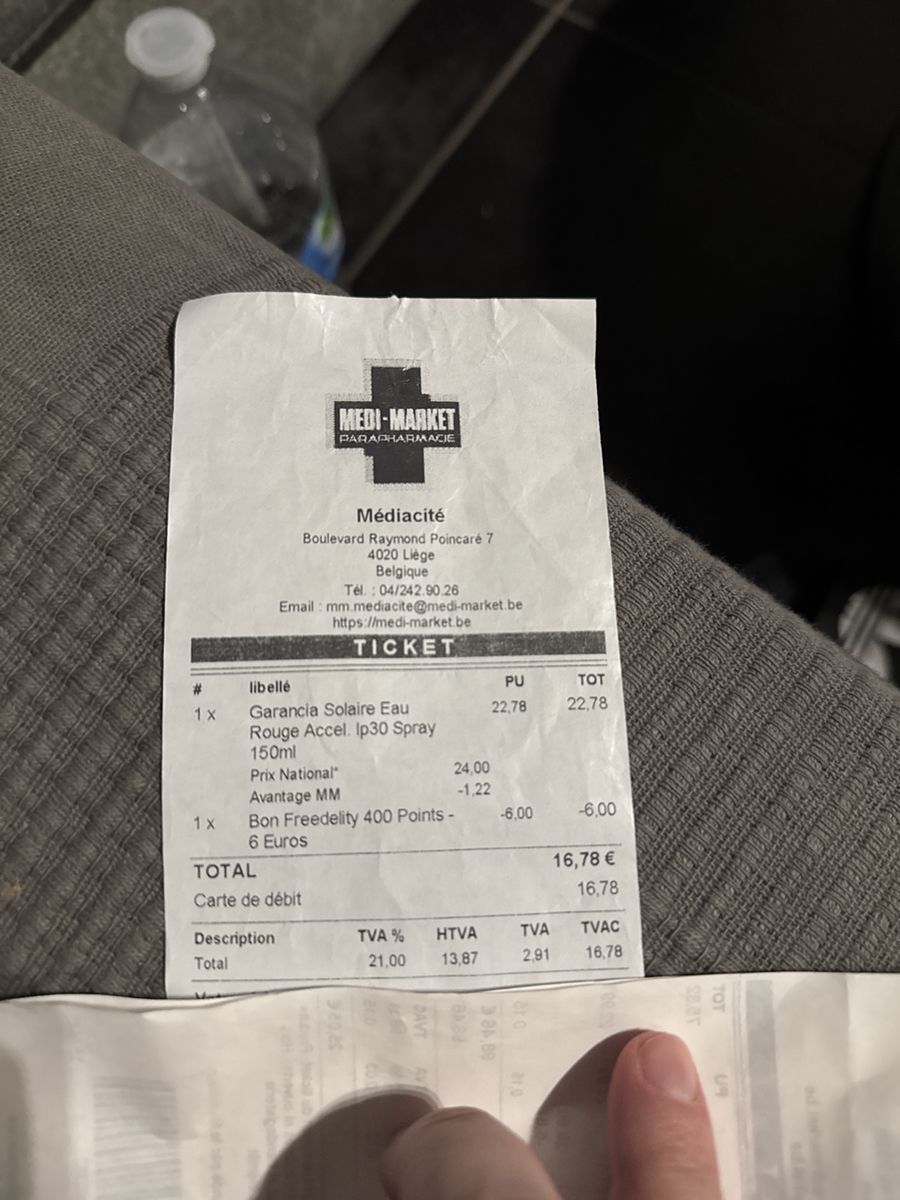 MEDI-MARKET
PARAPHARMACIE
Médiacité
Boulevard Raymond Poincaré 7
4020 Liège
Belgique
Tél. : 04/242.90.26
Email : mm.mediacite@medi-market.be
https://medi-market.be
TICKET
# libellé PU TOT
1 x Garancia Solaire Eau 22,78 22,78
Rouge Accel. Ip30 Spray
150ml
Prix National* 24,00
Avantage MM -1,22
1 x Bon Freedelity 400 Points - -6,00 -6,00
6 Euros
TOTAL 16,78 €
Carte de débit 16,78
Description TVA % HTVA TVA TVAC
Total 21,00 13,87 2,91 16,78